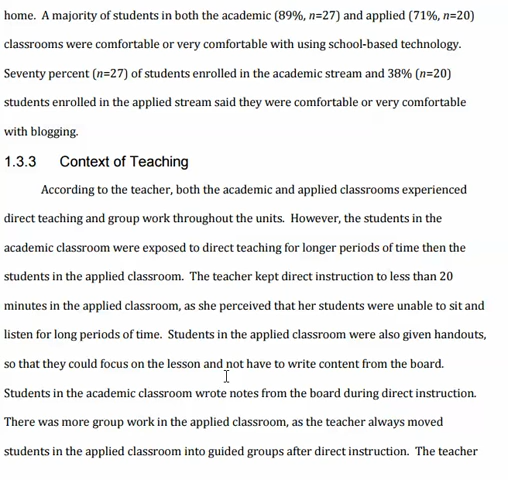 home. A majority of students in both the academic (89%, n=27) and applied (71%, n=20)
classrooms were comfortable or very comfortable with using school-based technology.
Seventy percent (n=27) of students enrolled in the academic stream and 38% (n=20)
students enrolled in the applied stream said they were comfortable or very comfortable
with blogging.
1.3.3 Context of Teaching
According to the teacher, both the academic and applied classrooms experienced
direct teaching and group work throughout the units. However, the students in the
academic classroom were exposed to direct teaching for longer periods of time then the
students in the applied classroom. The teacher kept direct instruction to less than 20
minutes in the applied classroom, as she perceived that her students were unable to sit and
listen for long periods of time. Students in the applied classroom were also given handouts,
so that they could focus on the lesson and not have to write content from the board.
Students in the academic classroom wrote notes from the board during direct instruction.
There was more group work in the applied classroom, as the teacher always moved
students in the applied classroom into guided groups after direct instruction. The teacher